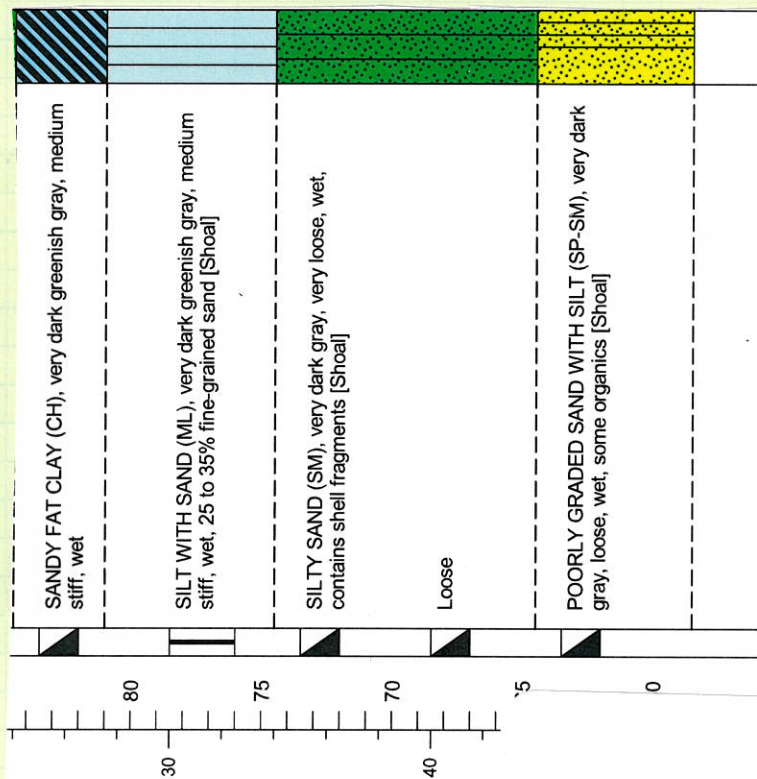 SANDY FAT CLAY (CH), very dark greenish gray, medium
stiff, wet
SILT WITH SAND (ML), very dark greenish gray, medium
stiff, wet, 25 to 35% fine-grained sand [Shoal]
SILTY SAND (SM), very dark gray, very loose, wet,
contains shell fragments [Shoal]
Loose
POORLY GRADED SAND WITH SILT (SP-SM), very dark
gray, loose, wet, some organics [Shoal]
80
75
70
5
0
30
40